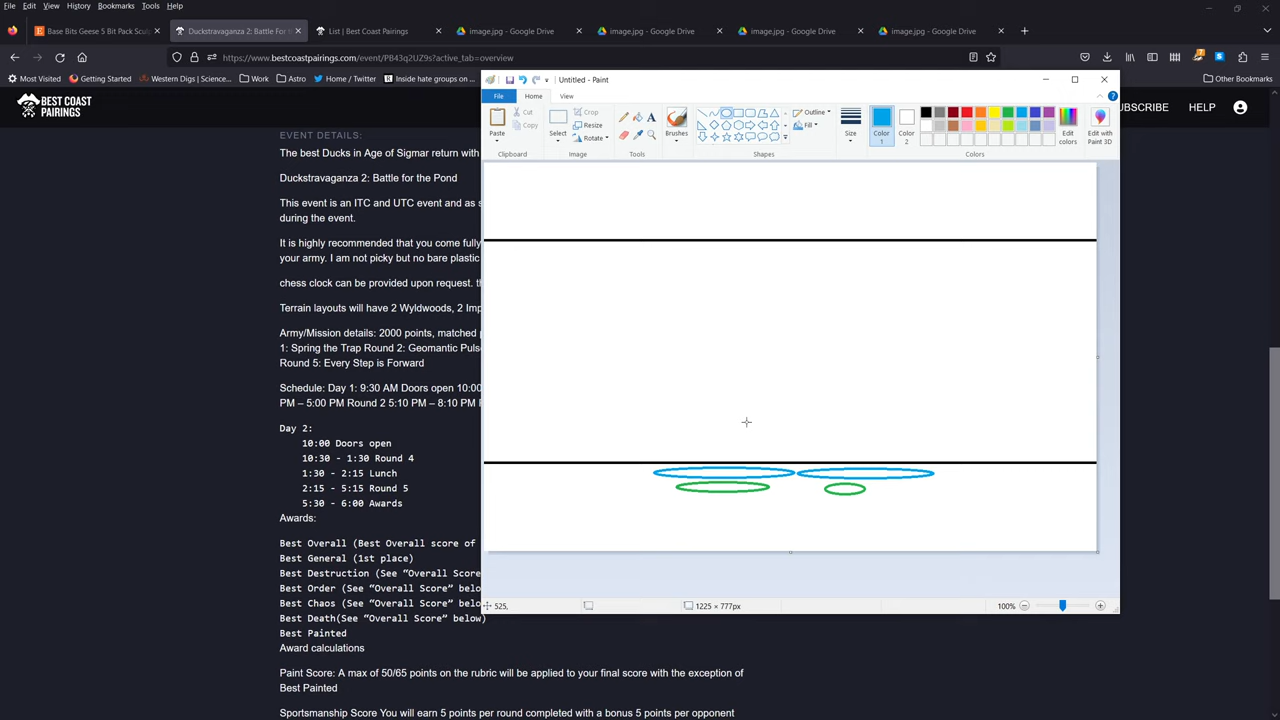 File Edit View History Bookmarks Tools Help
Base Bits Geese 5 Bit Pack Sculp
Duckstravaganza 2: Battle For t
List | Best Coast Pairings
image.jpg - Google Drive
image.jpg - Google Drive
image.jpg - Google Drive
image.jpg - Google Drive
https://www.bestcoastpairings.com/event/PB43q2UZ9s?active_tab=overview
Most Visited
Getting Started
Western Digs | Science...
Work
Astro
Home / Twitter
Inside hate groups on...
Other Bookmarks
BEST COAST
PAIRINGS
SUBSCRIBE
HELP
Untitled - Paint
File
Home
View
Paste
Cut
Copy
Clipboard
Select
Crop
Resize
Rotate
Image
Tools
Brushes
Shapes
Outline
Fill
Size
Color
1
Color
2
Edit
colors
Colors
Edit with
Paint 3D
525,
1225 × 777px
100%
EVENT DETAILS:
The best Ducks in Age of Sigmar return with
Duckstravaganza 2: Battle for the Pond
This event is an ITC and UTC event and as s
during the event.
It is highly recommended that you come fully
your army. I am not picky but no bare plastic
chess clock can be provided upon request. th
Terrain layouts will have 2 Wyldwoods, 2 Imp
Army/Mission details: 2000 points, matched p
1: Spring the Trap Round 2: Geomantic Pulse
Round 5: Every Step is Forward
Schedule: Day 1: 9:30 AM Doors open 10:00
PM – 5:00 PM Round 2 5:10 PM – 8:10 PM R
Day 2:
10:00 Doors open
10:30 - 1:30 Round 4
1:30 - 2:15 Lunch
2:15 - 5:15 Round 5
5:30 - 6:00 Awards
Awards:
Best Overall (Best Overall score of
Best General (1st place)
Best Destruction (See “Overall Score
Best Order (See “Overall Score” belo
Best Chaos (See “Overall Score” belo
Best Death(See “Overall Score” below)
Best Painted
Award calculations
Paint Score: A max of 50/65 points on the rubric will be applied to your final score with the exception of
Best Painted
Sportsmanship Score You will earn 5 points per round completed with a bonus 5 points per opponent